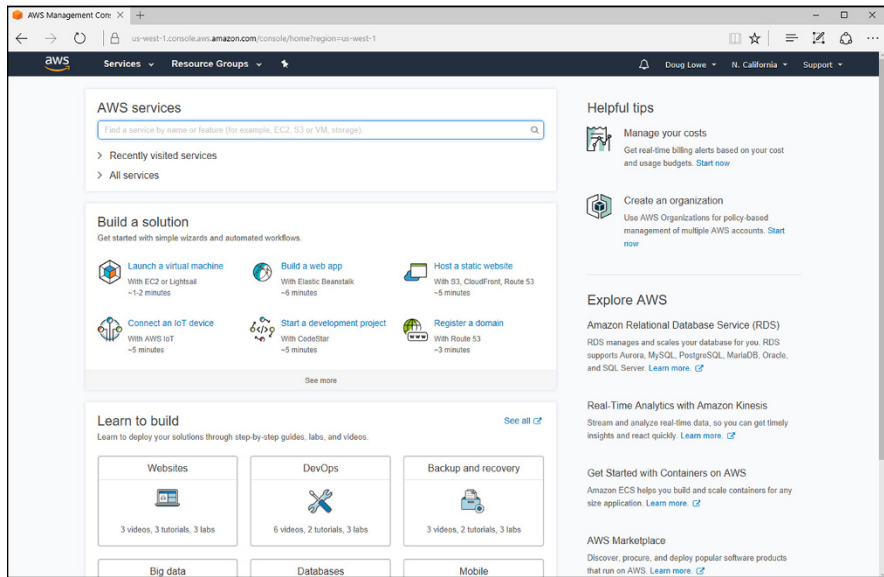 AWS Management Cons
us-west-1.console.aws.amazon.com/console/home?region=us-west-1
aws
Services
Resource Groups
Doug Lowe
N. California
Support
AWS services
Find a service by name or feature (for example, EC2, S3 or VM, storage).
Recently visited services
All services
Build a solution
Get started with simple wizards and automated workflows.
Launch a virtual machine
With EC2 or Lightsail
~1-2 minutes
Build a web app
With Elastic Beanstalk
~6 minutes
Host a static website
With S3, CloudFront, Route 53
~5 minutes
Connect an IoT device
With AWS IoT
~5 minutes
Start a development project
With CodeStar
~5 minutes
Register a domain
With Route 53
~3 minutes
See more
Learn to build
See all
Learn to deploy your solutions through step-by-step guides, labs, and videos.
Websites
3 videos, 3 tutorials, 3 labs
DevOps
6 videos, 2 tutorials, 3 labs
Backup and recovery
3 videos, 2 tutorials, 3 labs
Big data
Databases
Mobile
Helpful tips
Manage your costs
Get real-time billing alerts based on your cost
and usage budgets. Start now
Create an organization
Use AWS Organizations for policy-based
management of multiple AWS accounts. Start
now
Explore AWS
Amazon Relational Database Service (RDS)
RDS manages and scales your database for you. RDS
supports Aurora, MySQL, PostgreSQL, MariaDB, Oracle,
and SQL Server. Learn more.
Real-Time Analytics with Amazon Kinesis
Stream and analyze real-time data, so you can get timely
insights and react quickly. Learn more.
Get Started with Containers on AWS
Amazon ECS helps you build and scale containers for any
size application. Learn more.
AWS Marketplace
Discover, procure, and deploy popular software products
that run on AWS. Learn more.